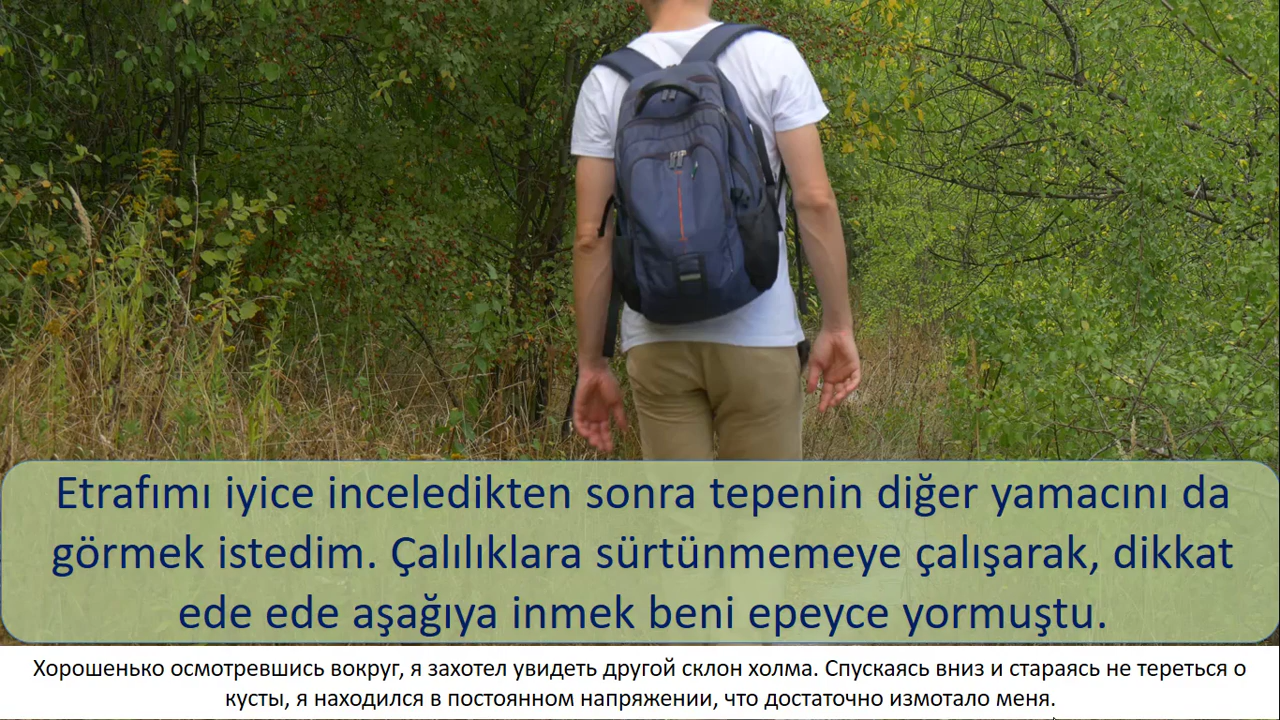 Etrafımı iyice inceledikten sonra tepenin diğer yamacını da
görmek istedim. Çalılıklara sürtünmemeye çalışarak, dikkat
ede ede aşağıya inmek beni epeyce yormuştu.
Хорошенько осмотревшись вокруг, я захотел увидеть другой склон холма. Спускаясь вниз и стараясь не тереться о
кусты, я находился в постоянном напряжении, что достаточно измотало меня.